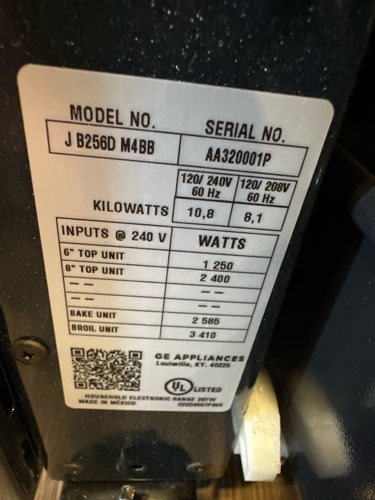 MODEL NO. SERIAL NO.
J B256D M4BB AA320001P
120/ 240V 60 Hz 120/ 208V 60 Hz
KILOWATTS 10,8 8,1
INPUTS @ 240 V WATTS
6" TOP UNIT 1 250
8" TOP UNIT 2 400
-- --
-- --
BAKE UNIT 2 585
BROIL UNIT 3 410
GE APPLIANCES
Louisville, KY. 40225
UL LISTED
HOUSEHOLD ELECTRONIC RANGE 287W
MADE IN MÉXICO